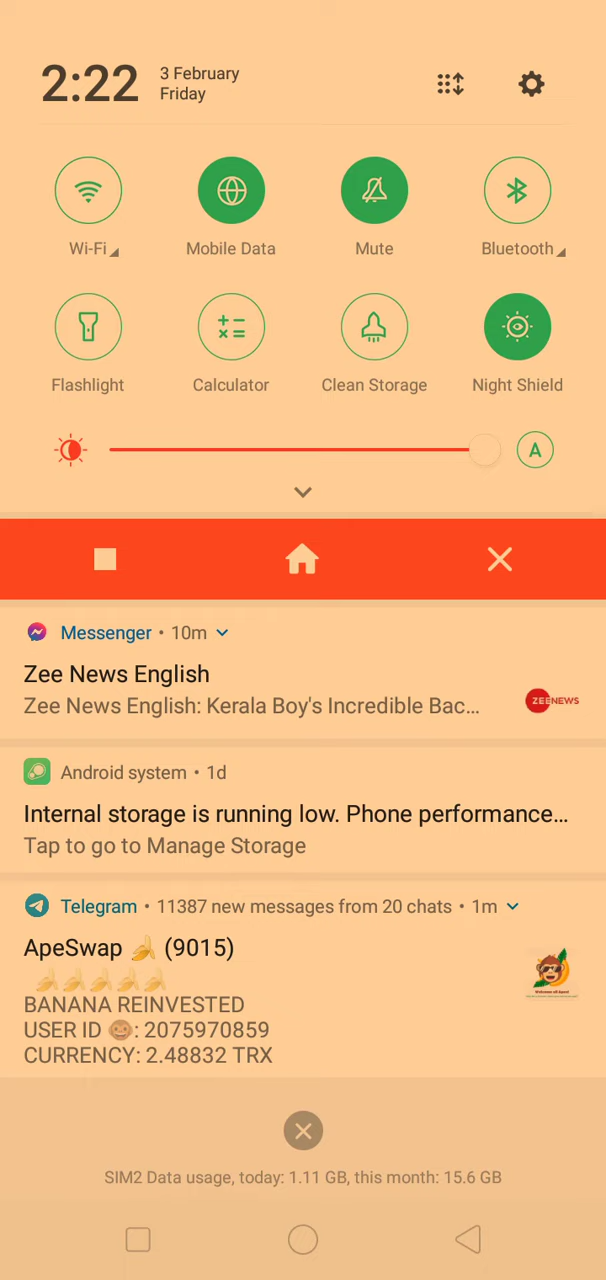 2:22
3 February
Friday
Wi-Fi
Mobile Data
Mute
Bluetooth
Flashlight
Calculator
Clean Storage
Night Shield
A
Messenger • 10m
Zee News English
Zee News English: Kerala Boy's Incredible Bac...
ZEENEWS
Android system • 1d
Internal storage is running low. Phone performance...
Tap to go to Manage Storage
Telegram • 11387 new messages from 20 chats • 1m
ApeSwap 🍌 (9015)
🍌🍌🍌🍌🍌
BANANA REINVESTED
USER ID 🐵: 2075970859
CURRENCY: 2.48832 TRX
SIM2 Data usage, today: 1.11 GB, this month: 15.6 GB